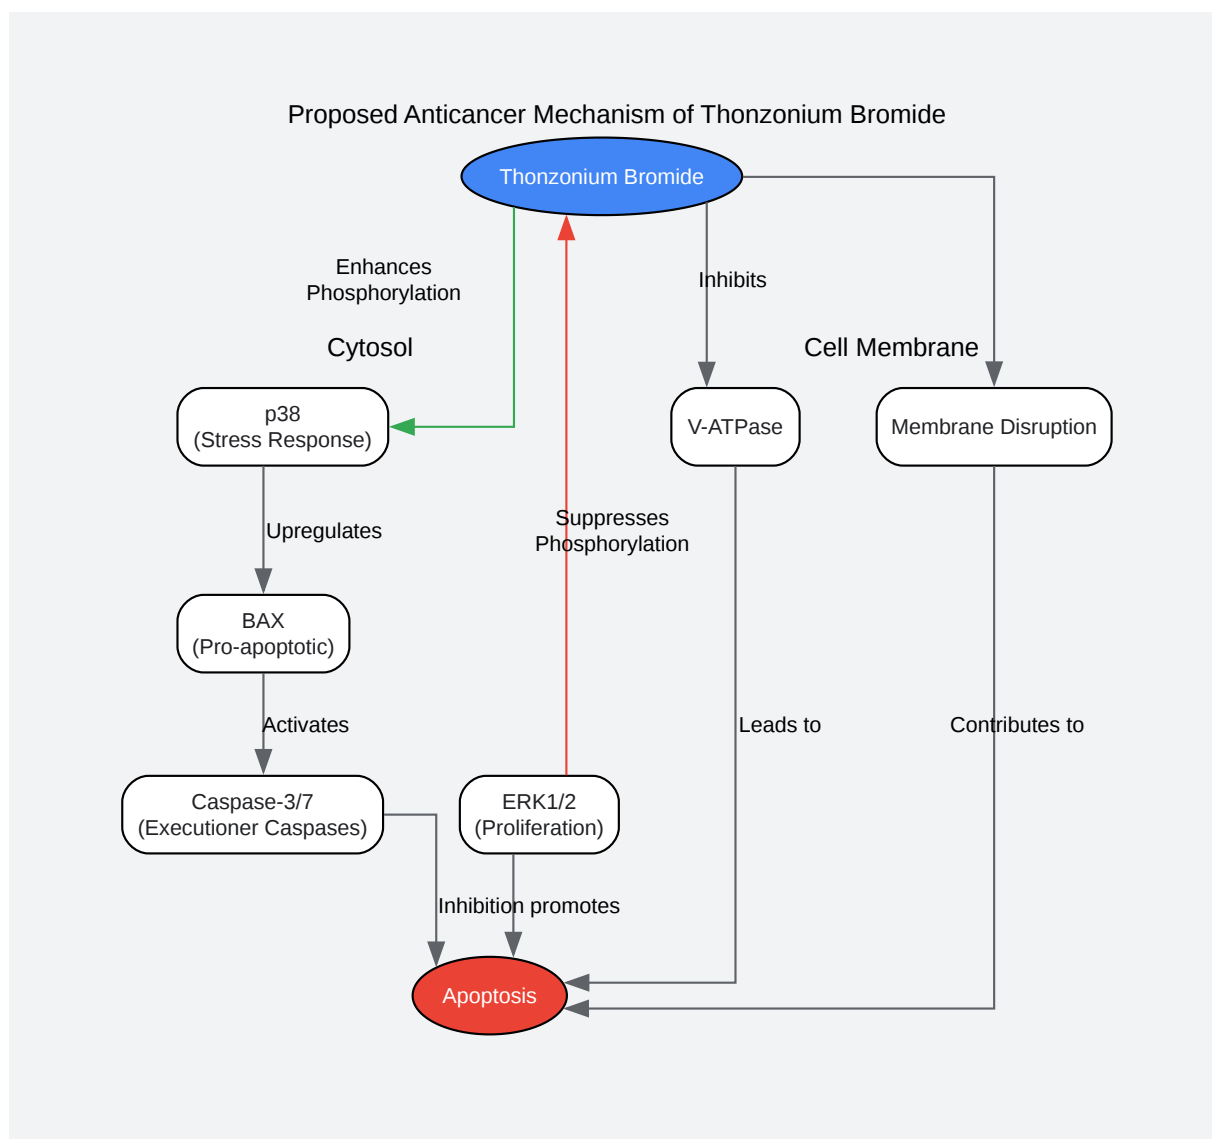 Proposed Anticancer Mechanism of Thonzonium Bromide
Thonzonium Bromide
Enhances
Phosphorylation
Inhibits
Cytosol
Cell Membrane
p38
(Stress Response)
V-ATPase
Membrane Disruption
Upregulates
Suppresses
Phosphorylation
BAX
(Pro-apoptotic)
Activates
Leads to
Contributes to
Caspase-3/7
(Executioner Caspases)
ERK1/2
(Proliferation)
Inhibition promotes
Apoptosis